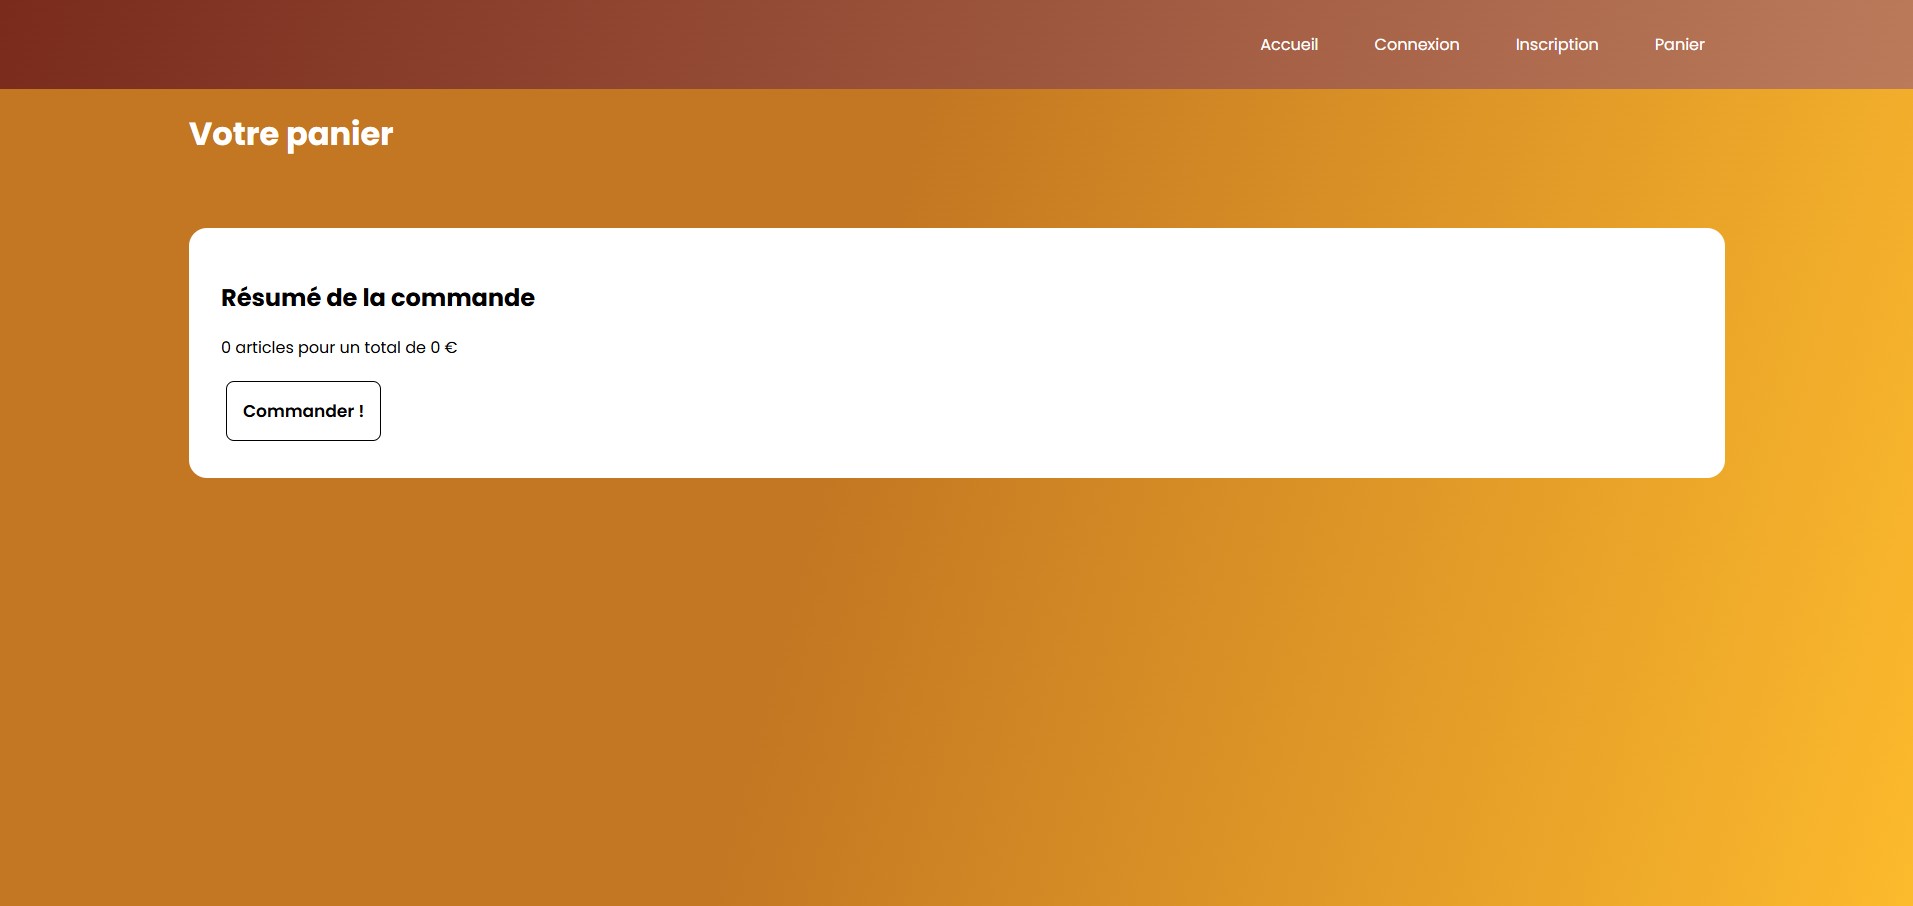 Accueil Connexion Inscription Panier
Votre panier
Résumé de la commande
0 articles pour un total de 0 €
Commander !